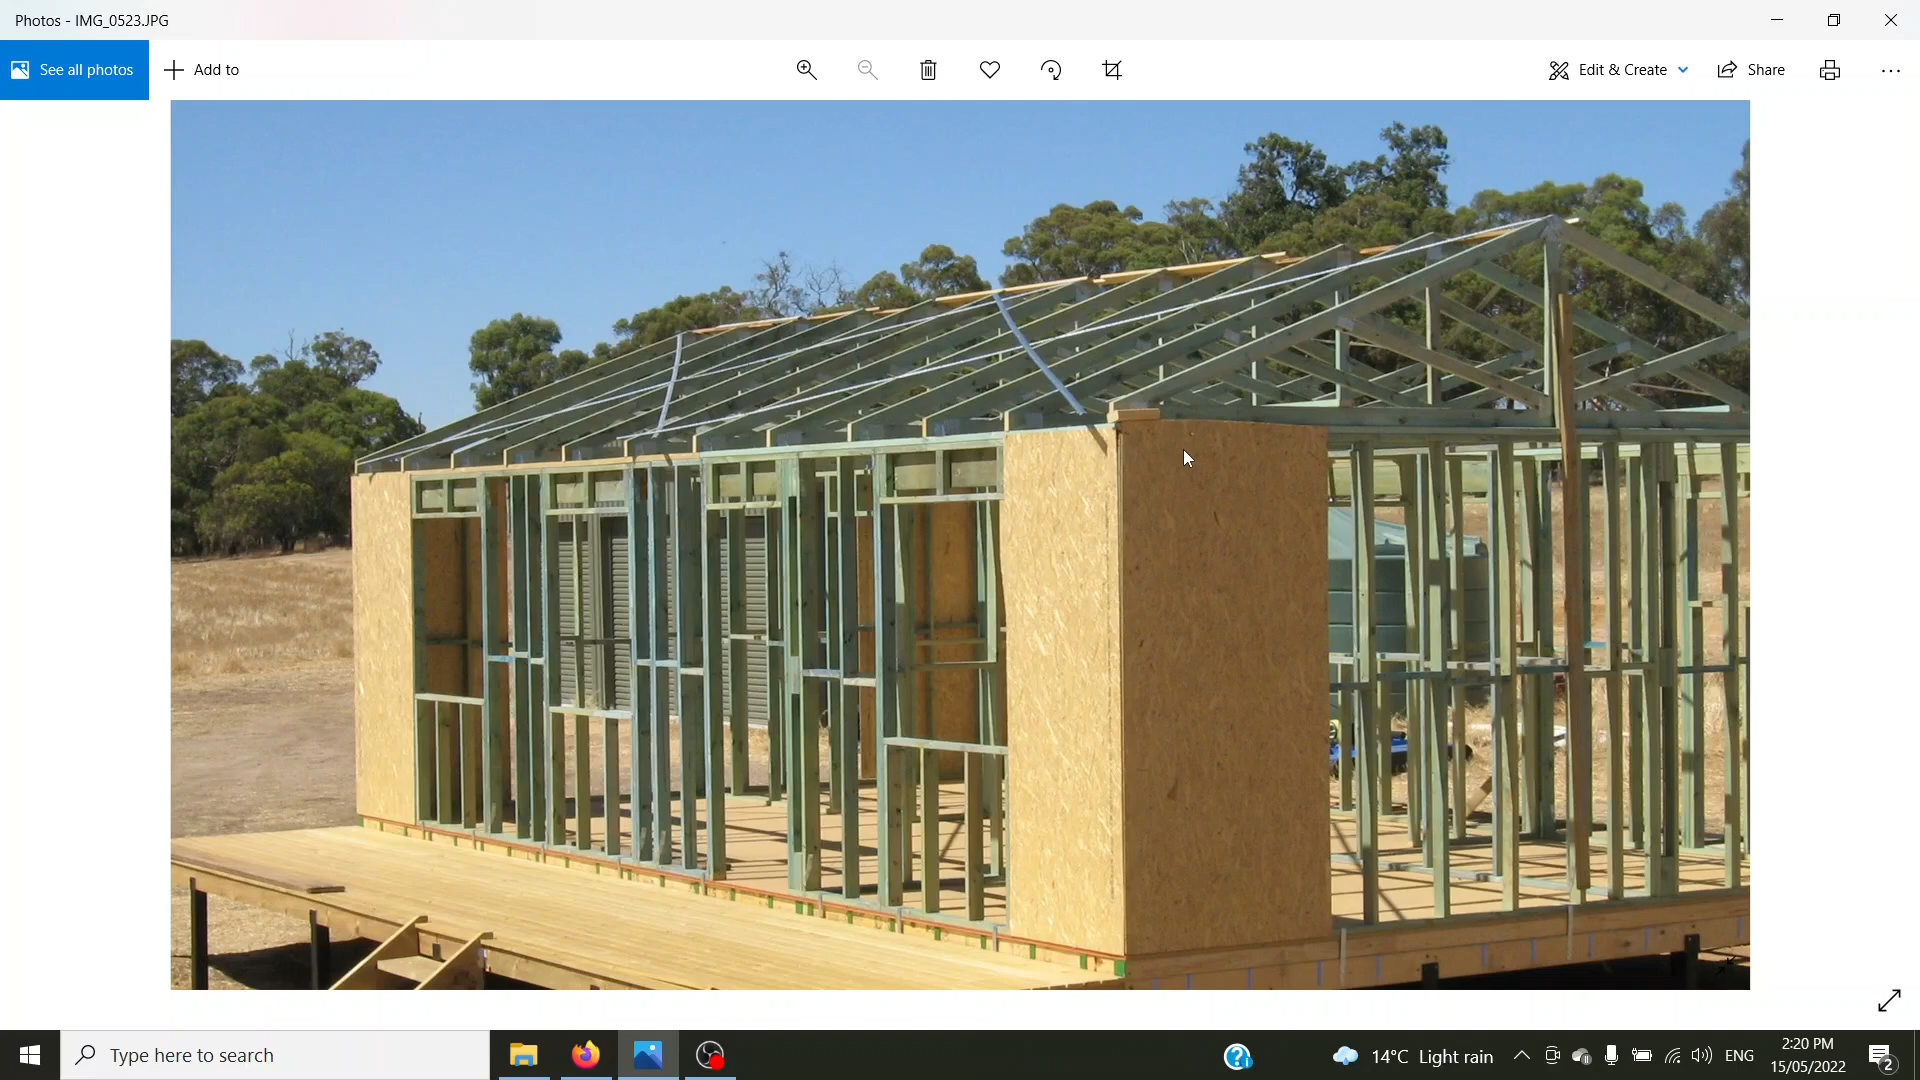 Photos - IMG_0523.JPG
See all photos
Add to
Edit & Create
Share
Type here to search
14°C Light rain
ENG
2:20 PM
15/05/2022
2